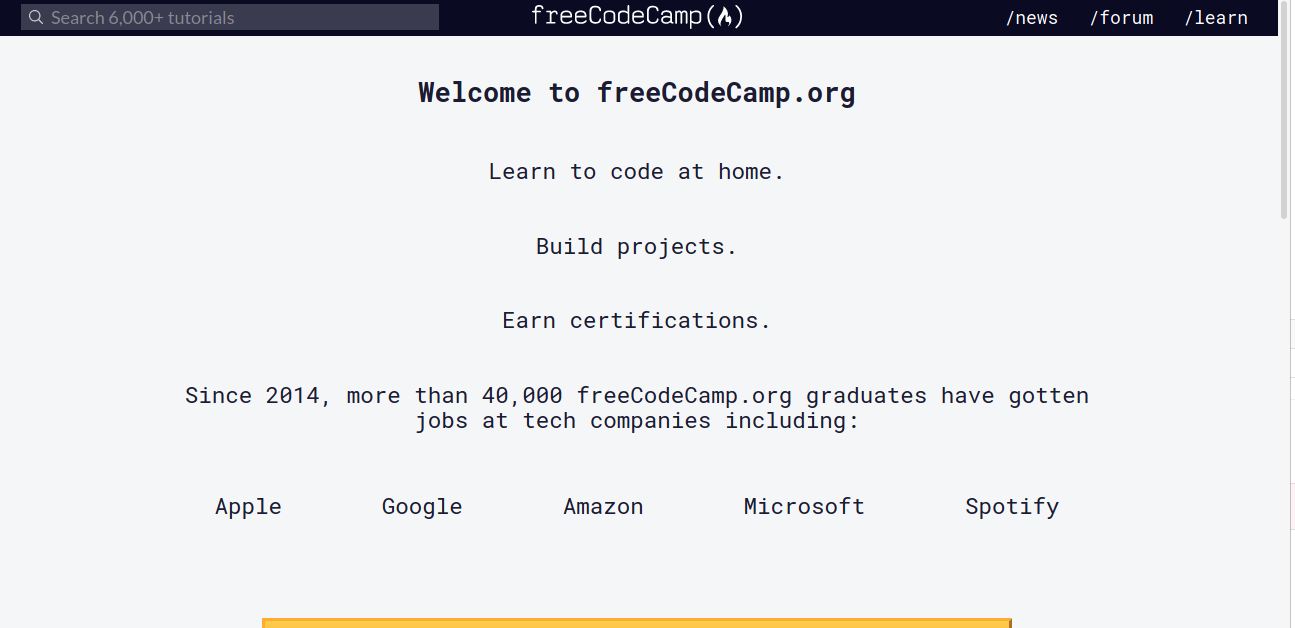 Search 6,000+ tutorials
freeCodeCamp
/news /forum /learn
Welcome to freeCodeCamp.org
Learn to code at home.
Build projects.
Earn certifications.
Since 2014, more than 40,000 freeCodeCamp.org graduates have gotten
jobs at tech companies including:
Apple Google Amazon Microsoft Spotify